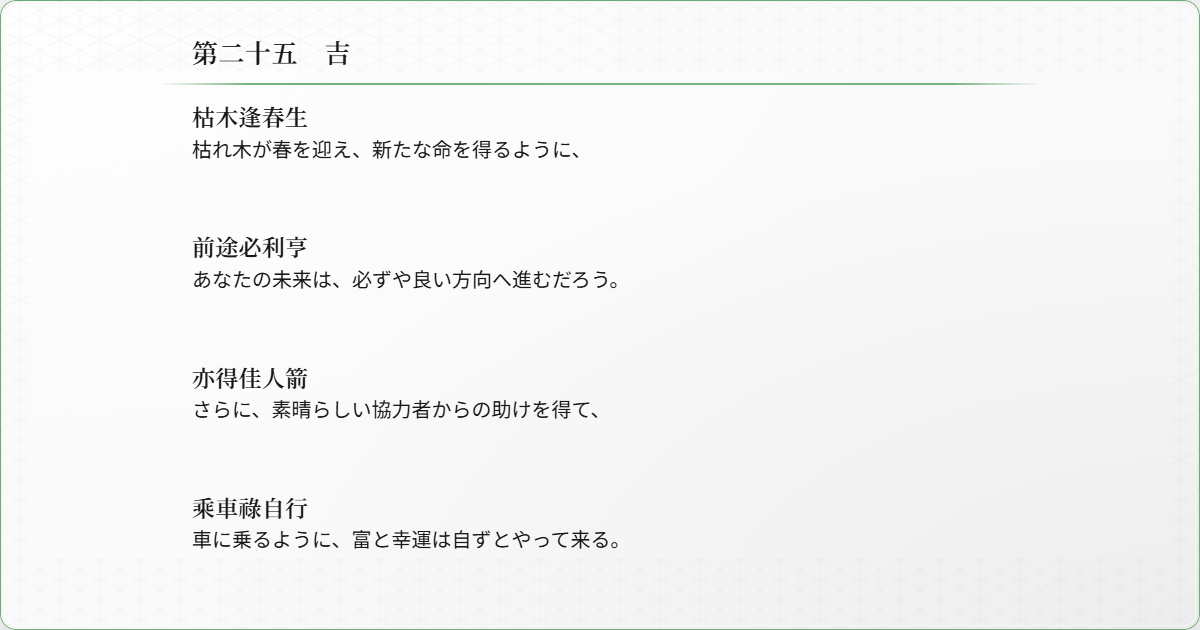 第二十五　吉
枯木逢春生
枯れ木が春を迎え、新たな命を得るように、
前途必利亨
あなたの未来は、必ずや良い方向へ進むだろう。
亦得佳人箭
さらに、素晴らしい協力者からの助けを得て、
乘車祿自行
車に乗るように、富と幸運は自ずとやって来る。